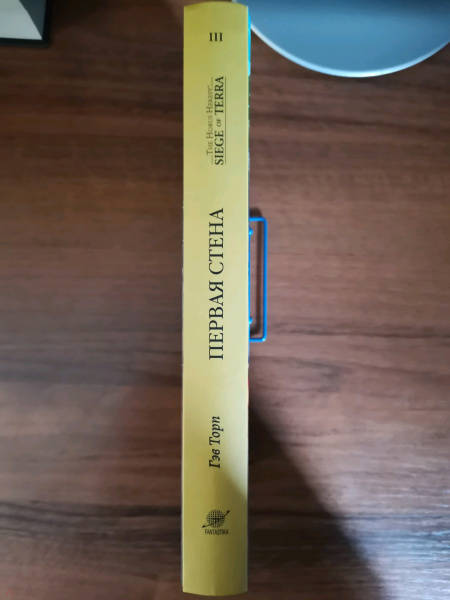 III
THE HORUS HERESY
SIEGE OF TERRA
ПЕРВАЯ СТЕНА
Гэв Торп
FANTASTIKA